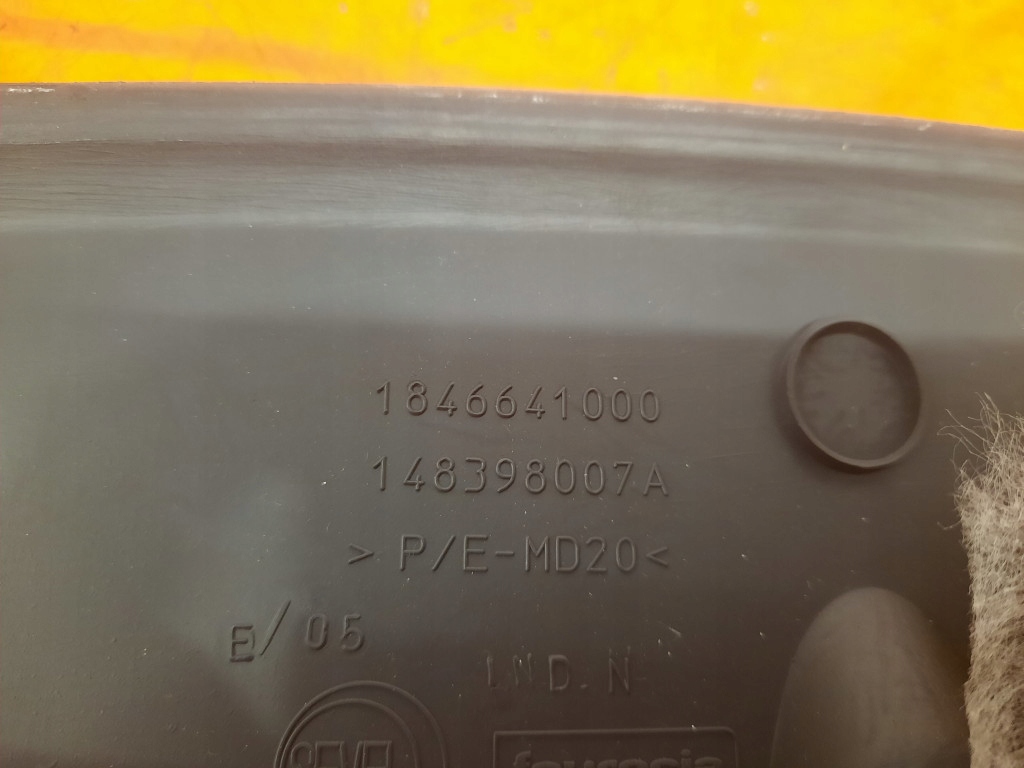 1846641000
148398007A
> P/E-MD20<
E/05
IND. N
faurecia